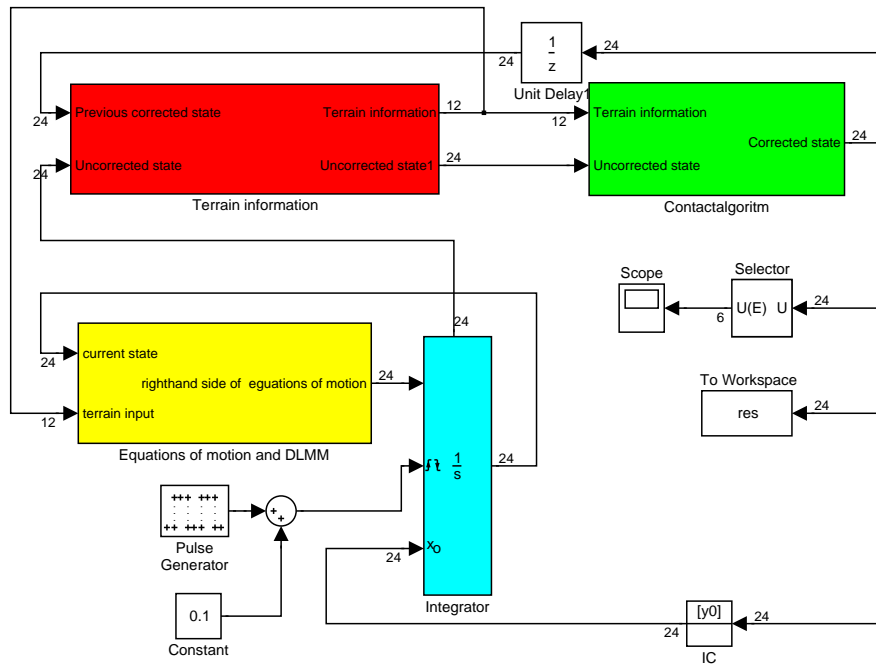 24
1
z
24
Unit Delay1
24
Previous corrected state
Terrain information
12
24
Uncorrected state
Uncorrected state1
24
Terrain information
12
Terrain information
Uncorrected state
Corrected state
24
Contactalgoritm
Scope
Selector
6
U(E) U
24
24
24
current state
righthand side of equations of motion
24
12
terrain input
Equations of motion and DLMM
To Workspace
res
24
1
s
24
xo
24
Integrator
+++ +++
++ +++ ++
Pulse
Generator
+
+
0.1
Constant
[y0]
24
24
IC